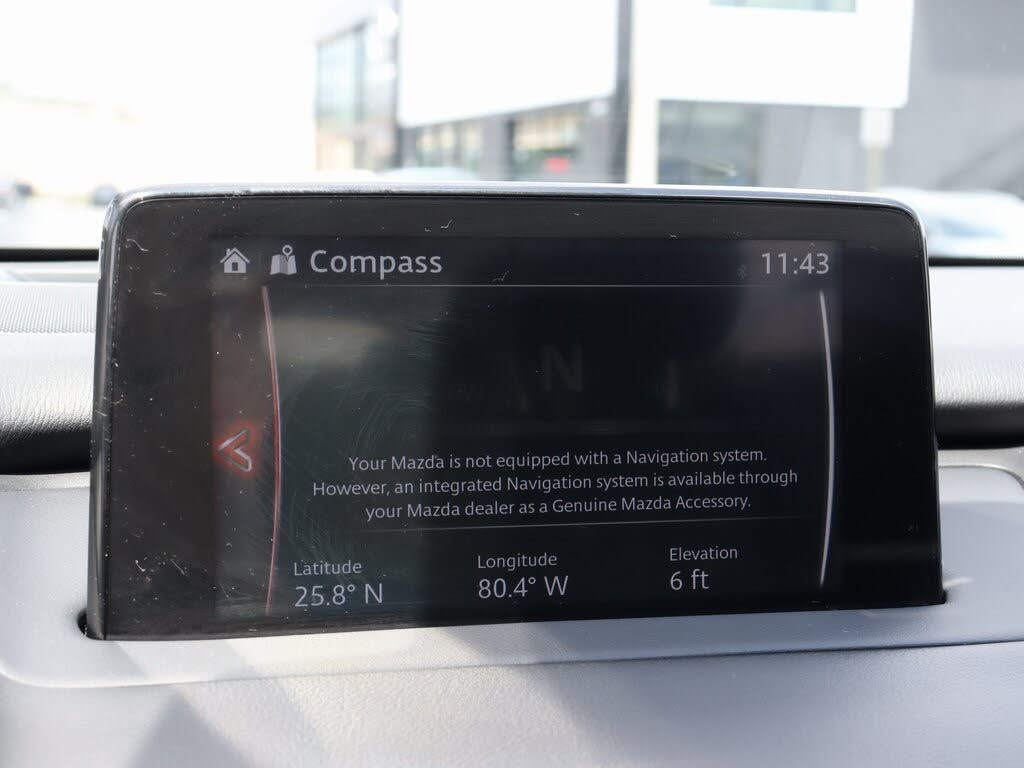 Compass
11:43
N
Your Mazda is not equipped with a Navigation system.
However, an integrated Navigation system is available through
your Mazda dealer as a Genuine Mazda Accessory.
Latitude
25.8° N
Longitude
80.4° W
Elevation
6 ft